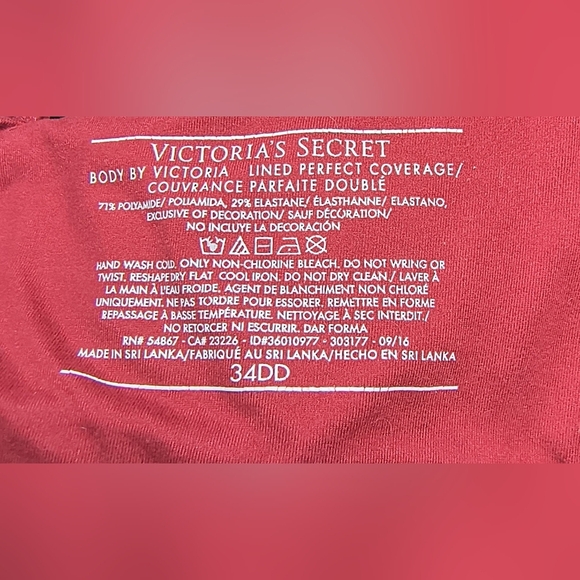 VICTORIA'S SECRET
BODY BY VICTORIA LINED PERFECT COVERAGE/
COUVRANCE PARFAITE DOUBLÉ
71% POLYAMIDE/ POLIAMIDA, 29% ELASTANE/ ÉLASTHANNE/ ELASTANO,
EXCLUSIVE OF DECORATION/ SAUF DÉCORATION/
NO INCLUYE LA DECORACIÓN
HAND WASH COLD, ONLY NON-CHLORINE BLEACH. DO NOT WRING OR
TWIST, RESHAPE DRY FLAT COOL IRON. DO NOT DRY CLEAN./ LAVER À
LA MAIN À L'EAU FROIDE. AGENT DE BLANCHIMENT NON CHLORÉ
UNIQUEMENT. NE PAS TORDRE POUR ESSORER. REMETTRE EN FORME
REPASSAGE À BASSE TEMPÉRATURE. NETTOYAGE À SEC INTERDIT./
NO RETORCER NI ESCURRIR. DAR FORMA
RN# 54867 - CA# 23226 - ID#36010977 - 303177 - 09/16
MADE IN SRI LANKA/FABRIQUÉ AU SRI LANKA/HECHO EN SRI LANKA
34DD